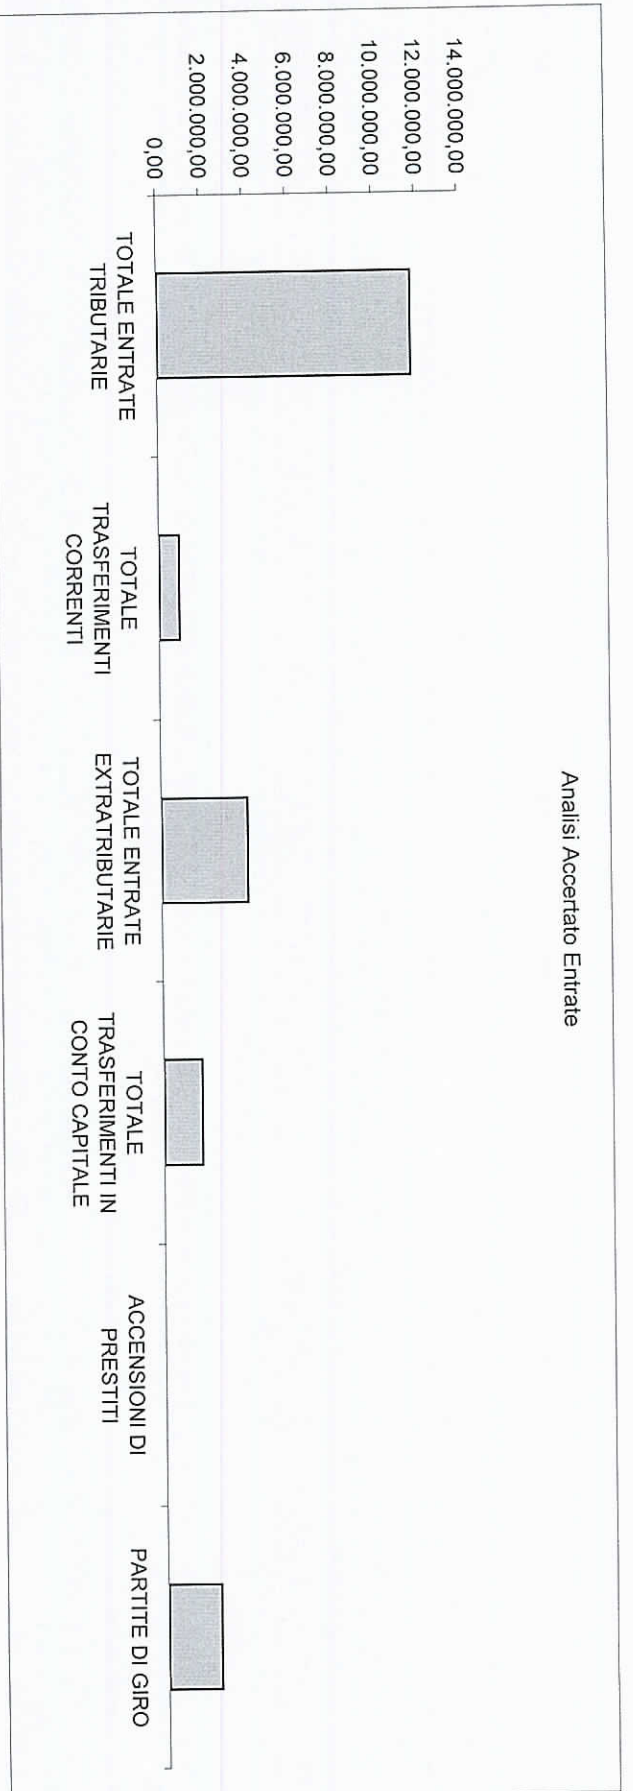 Analisi Accertato Entrate
14.000.000,00
12.000.000,00
10.000.000,00
8.000.000,00
6.000.000,00
4.000.000,00
2.000.000,00
0,00
TOTALE ENTRATE
TRIBUTARIE
TOTALE
TRASFERIMENTI
CORRENTI
TOTALE ENTRATE
EXTRATRIBUTARIE
TOTALE
TRASFERIMENTI IN
CONTO CAPITALE
ACCENSIONI DI
PRESTITI
PARTITE DI GIRO